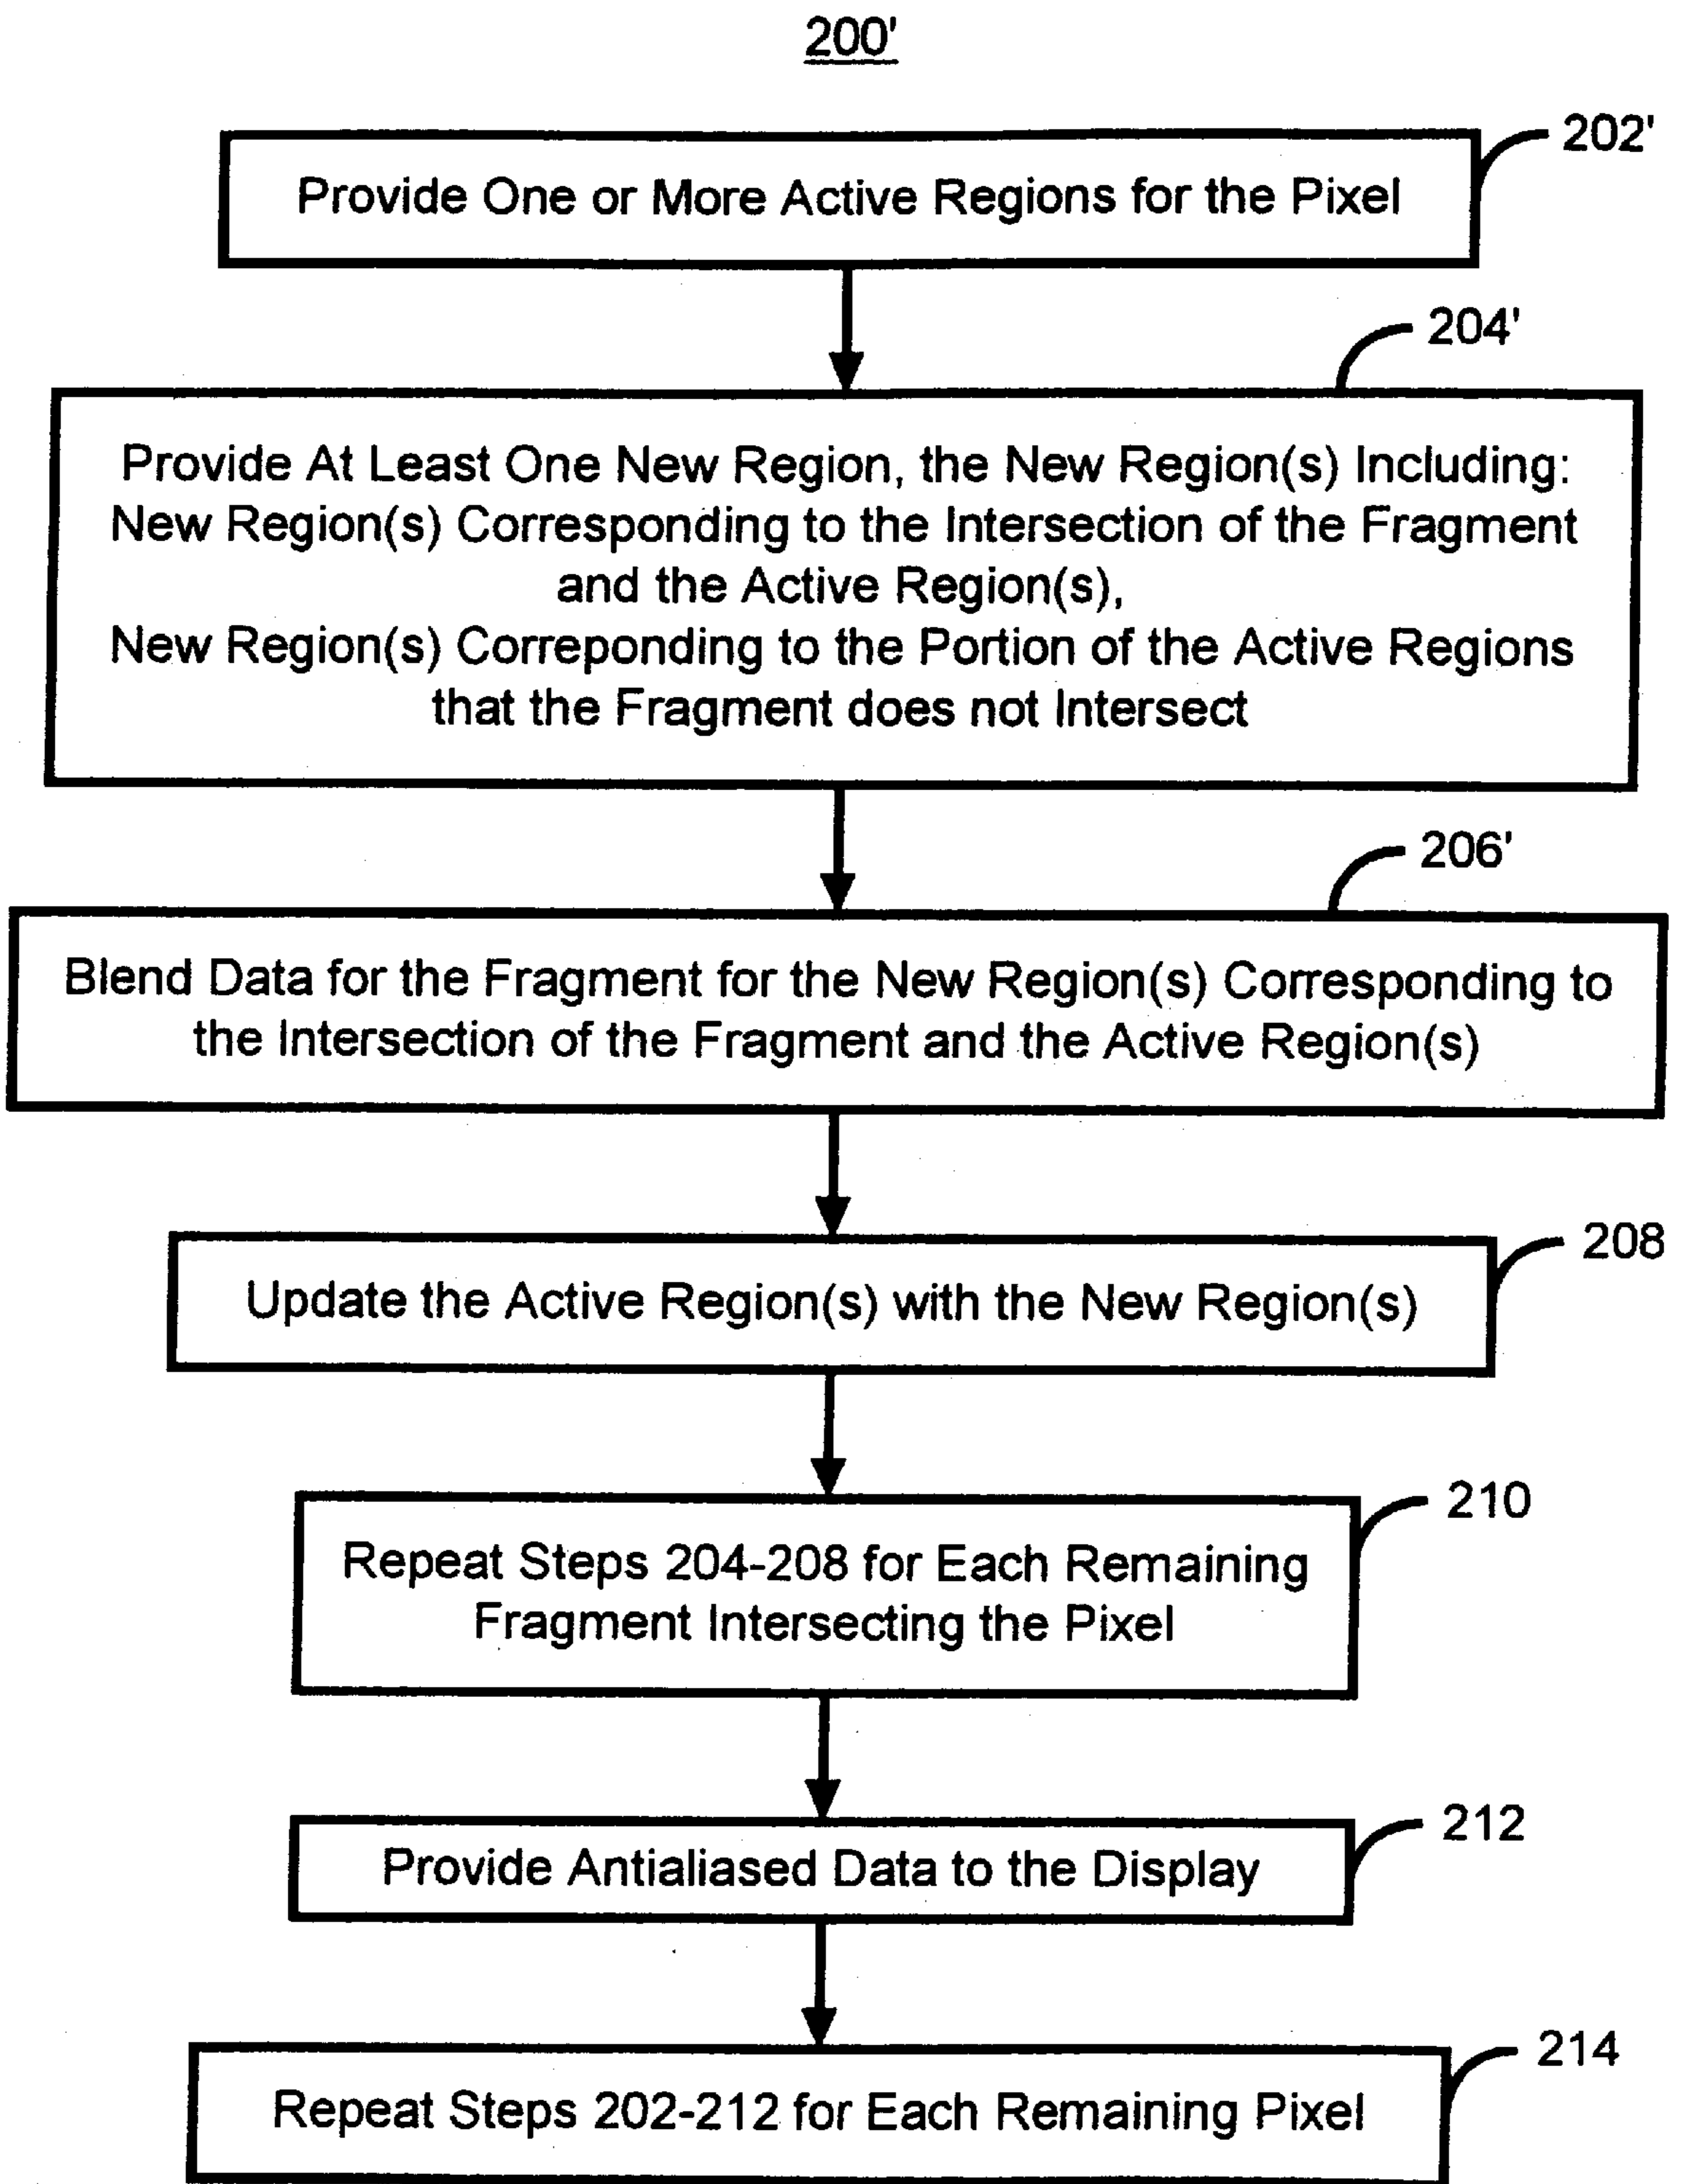 200'
202'
Provide One or More Active Regions for the Pixel
204'
Provide At Least One New Region, the New Region(s) Including:
New Region(s) Corresponding to the Intersection of the Fragment
and the Active Region(s),
New Region(s) Correponding to the Portion of the Active Regions
that the Fragment does not Intersect
206'
Blend Data for the Fragment for the New Region(s) Corresponding to
the Intersection of the Fragment and the Active Region(s)
208
Update the Active Region(s) with the New Region(s)
210
Repeat Steps 204-208 for Each Remaining
Fragment Intersecting the Pixel
212
Provide Antialiased Data to the Display
214
Repeat Steps 202-212 for Each Remaining Pixel